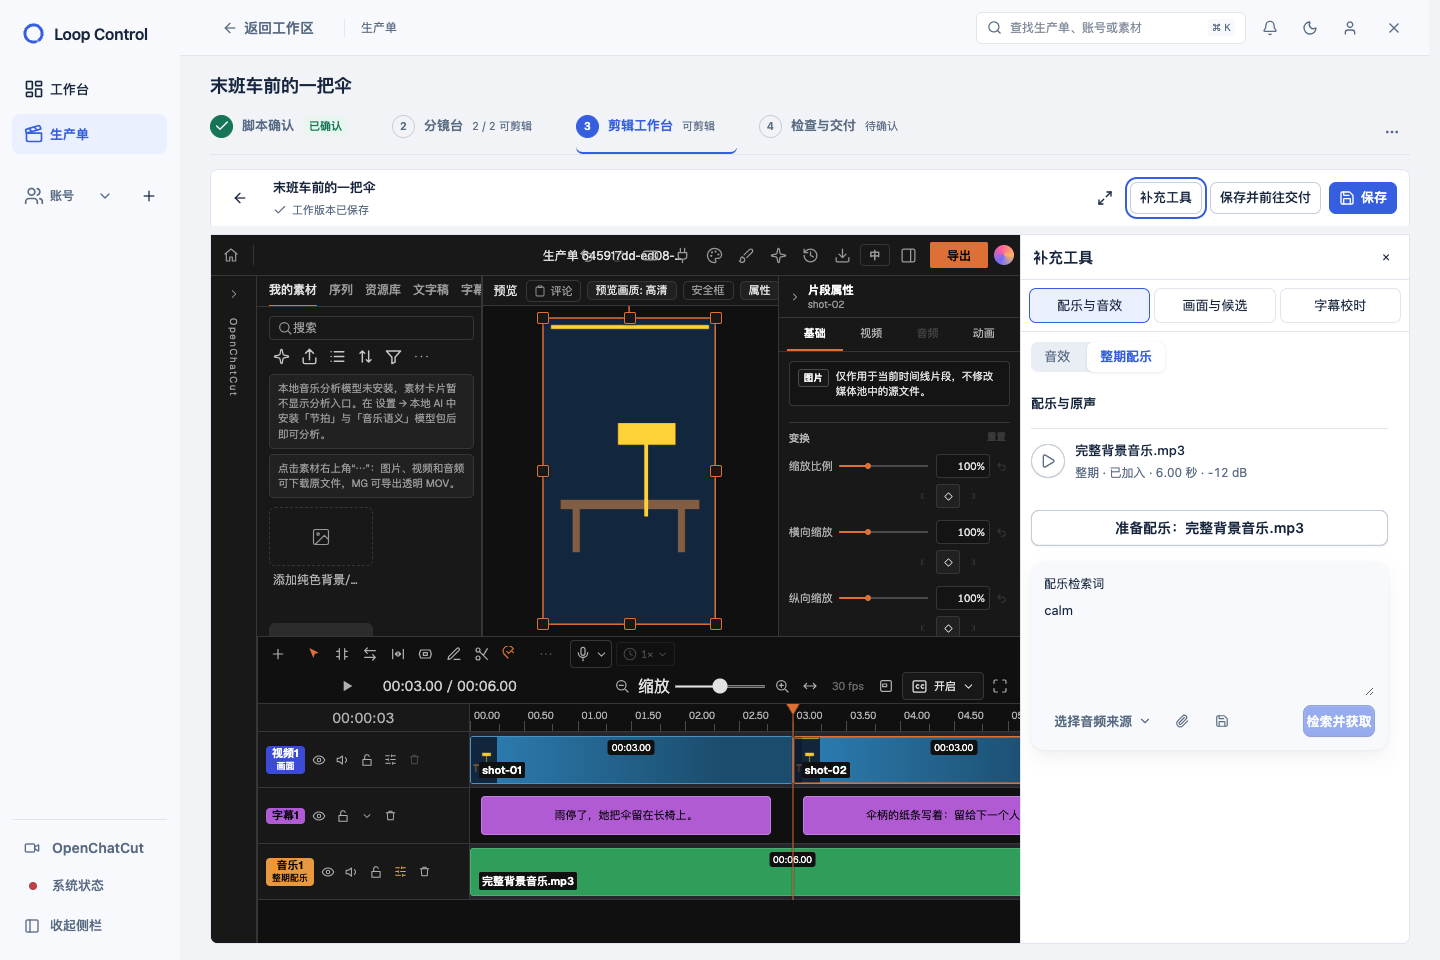 Loop Control
工作台
生产单
账号
OpenChatCut
系统状态
收起侧栏
返回工作区
生产单
查找生产单、账号或素材
⌘ K
末班车前的一把伞
脚本确认 已确认
2 分镜台 2 / 2 可剪辑
3 剪辑工作台 可剪辑
4 检查与交付 待确认
末班车前的一把伞
工作版本已保存
补充工具
保存并前往交付
保存
生产单
中
导出
OpenChatCut
我的素材 序列 资源库 文字稿
搜索
本地音乐分析模型未安装，素材卡片暂
不显示分析入口。在 设置 → 本地 AI 中
安装「节拍」与「音乐语义」模型包后
即可分析。
点击素材右上角“···”：图片、视频和音频
可下载原文件，MG 可导出透明 MOV。
添加纯色背景/...
预览 评论 预览画质: 高清 安全框 属性
片段属性
shot-02
基础 视频 音频 动画
图片
仅作用于当前时间线片段，不修改
媒体池中的源文件。
变换 重置
缩放比例 100%
横向缩放 100%
纵向缩放 100%
1×
00:03.00 / 00:06.00
缩放
30 fps
CC 开启
00:00:03
00.00 00.50 01.00 01.50 02.00 02.50 03.00 03.50 04.00 04.50
视频1
画面
00:03.00
shot-01
00:03.00
shot-02
字幕1
雨停了，她把伞留在长椅上。
伞柄的纸条写着：留给下一个人
音乐1
整期配乐
00:06.00
完整背景音乐.mp3
补充工具
配乐与音效 画面与候选 字幕校时
音效 整期配乐
配乐与原声
完整背景音乐.mp3
整期 · 已加入 · 6.00 秒 · -12 dB
准备配乐：完整背景音乐.mp3
配乐检索词
calm
选择音频来源
检索并获取